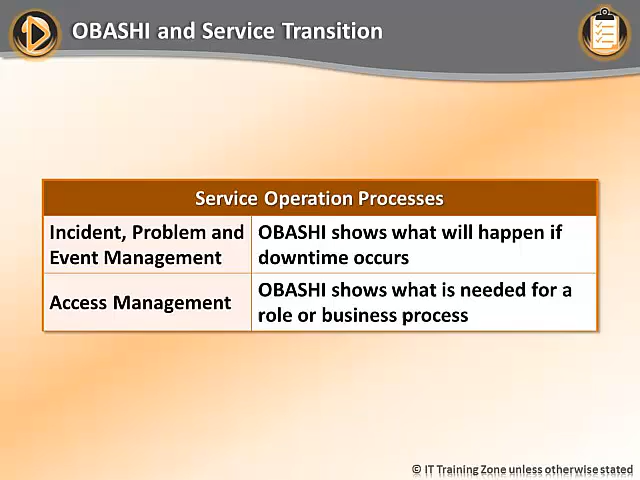 OBASHI and Service Transition
Service Operation Processes
Incident, Problem and
Event Management
OBASHI shows what will happen if
downtime occurs
Access Management
OBASHI shows what is needed for a
role or business process
© IT Training Zone unless otherwise stated